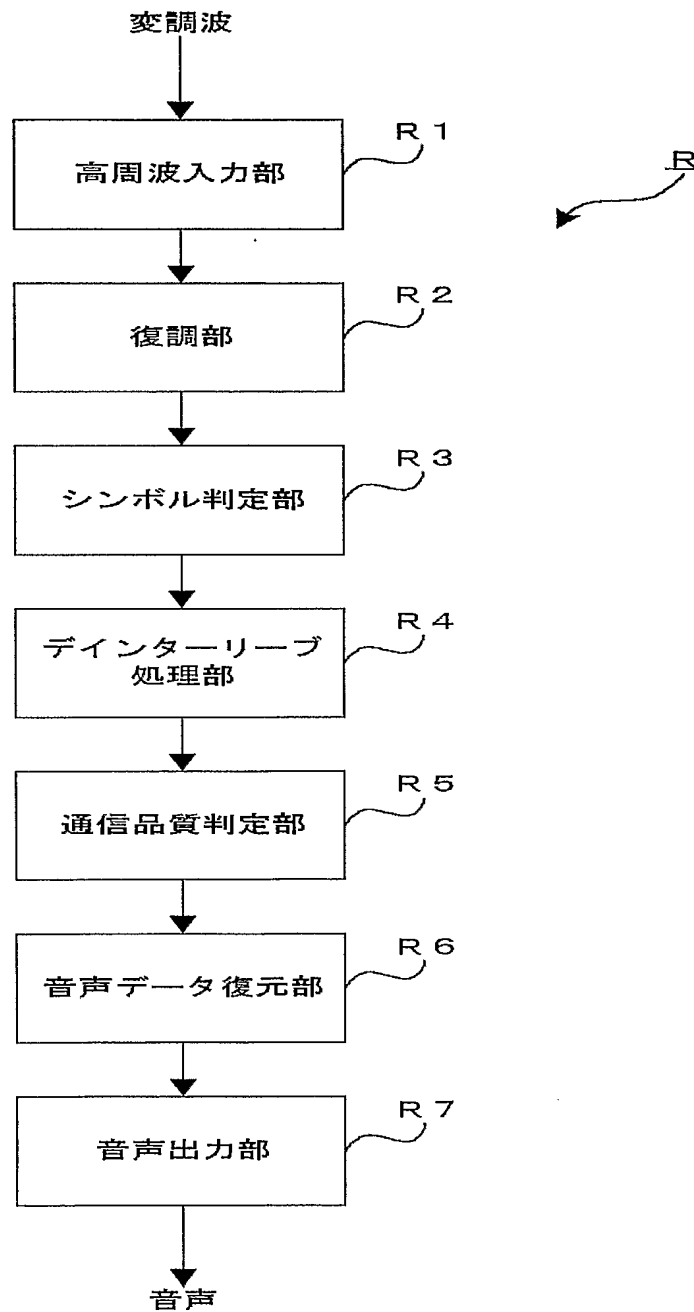 変調波
高周波入力部
R1
R
復調部
R2
シンボル判定部
R3
デインターリーブ
処理部
R4
通信品質判定部
R5
音声データ復元部
R6
音声出力部
R7
音声